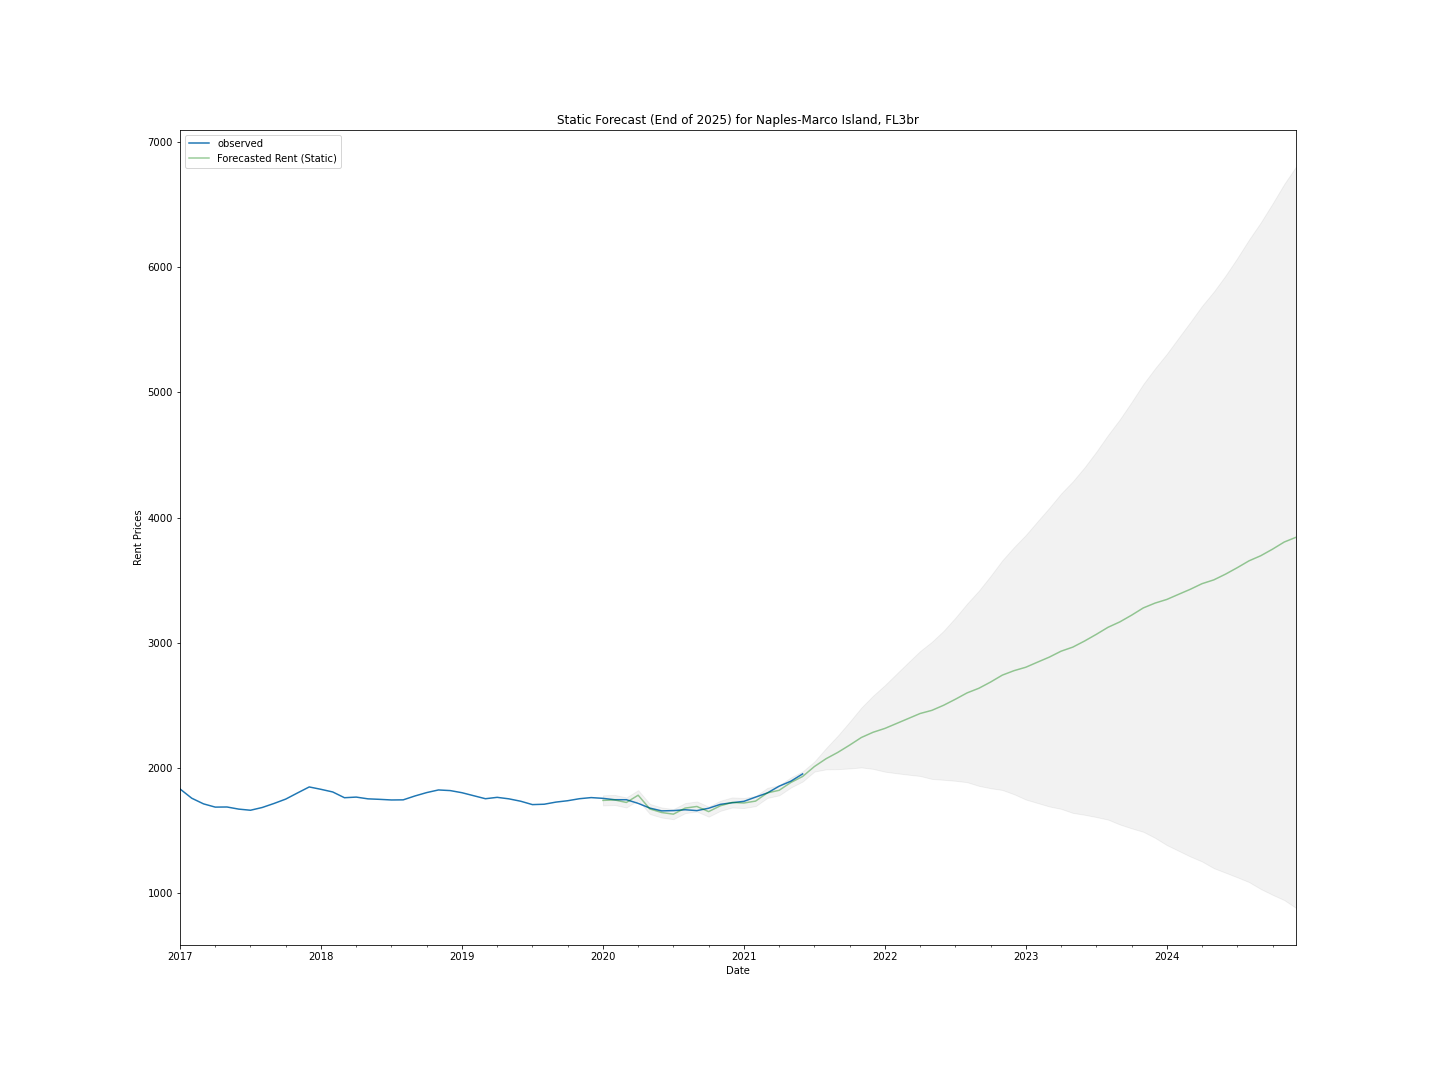 Static Forecast (End of 2025) for Naples-Marco Island, FL3br
observed
Forecasted Rent (Static)
7000
6000
5000
4000
3000
2000
1000
Rent Prices
2017 2018 2019 2020 2021 2022 2023 2024
Date